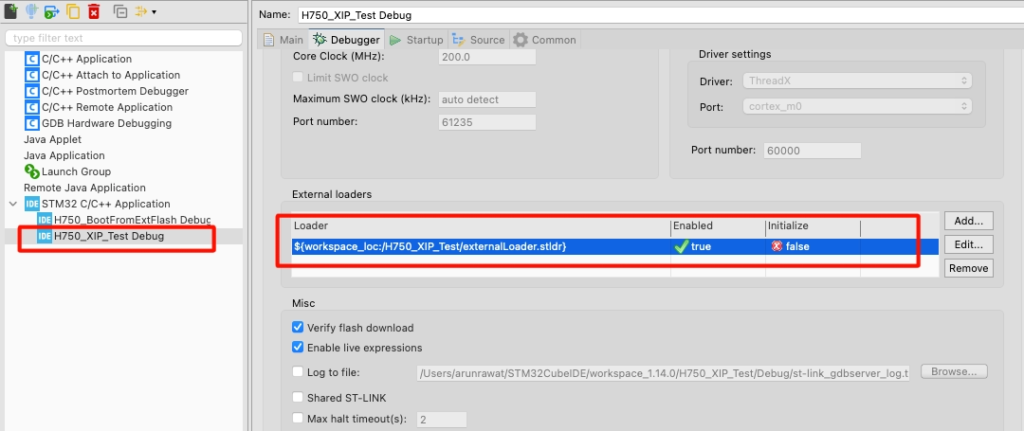 Name: H750_XIP_Test Debug
type filter text
C/C++ Application
C/C++ Attach to Application
C/C++ Postmortem Debugger
C/C++ Remote Application
GDB Hardware Debugging
Java Applet
Java Application
Launch Group
Remote Java Application
STM32 C/C++ Application
H750_BootFromExtFlash Debug
H750_XIP_Test Debug
Main Debugger Startup Source Common
Core Clock (MHz): 200.0
Limit SWO clock
Maximum SWO clock (kHz): auto detect
Port number: 61235
Driver settings
Driver: ThreadX
Port: cortex_m0
Port number: 60000
External loaders
Loader Enabled Initialize
${workspace_loc:/H750_XIP_Test/externalLoader.stldr} true false
Add...
Edit...
Remove
Misc
Verify flash download
Enable live expressions
Log to file: /Users/arunrawat/STM32CubeIDE/workspace_1.14.0/H750_XIP_Test/Debug/st-link_gdbserver_log.t Browse...
Shared ST-LINK
Max halt timeout(s): 2